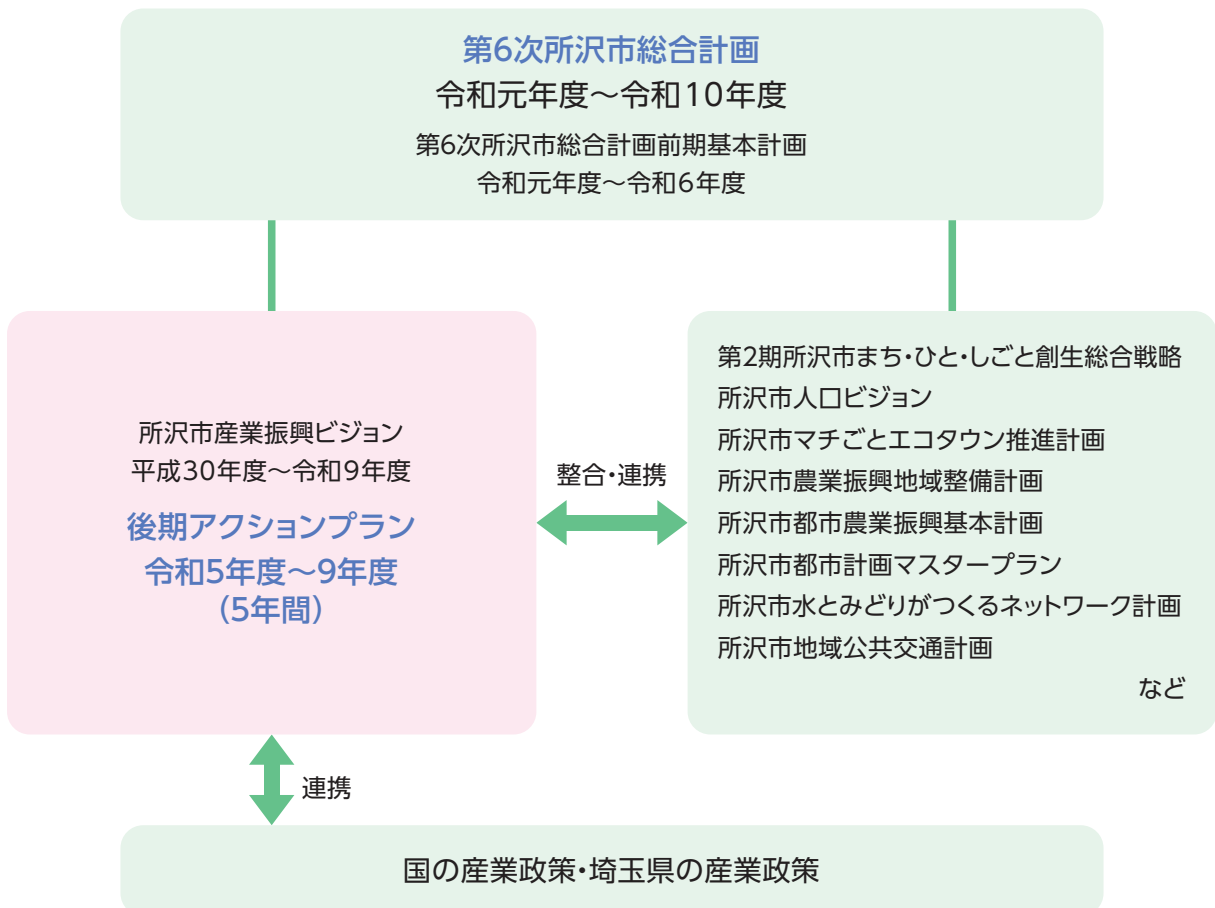 第6次所沢市総合計画
令和元年度～令和10年度
第6次所沢市総合計画前期基本計画
令和元年度～令和6年度
所沢市産業振興ビジョン
平成30年度～令和9年度
後期アクションプラン
令和5年度～9年度
(5年間)
整合・連携
第2期所沢市まち・ひと・しごと創生総合戦略
所沢市人口ビジョン
所沢市マチごとエコタウン推進計画
所沢市農業振興地域整備計画
所沢市都市農業振興基本計画
所沢市都市計画マスタープラン
所沢市水とみどりがつくるネットワーク計画
所沢市地域公共交通計画
など
連携
国の産業政策・埼玉県の産業政策